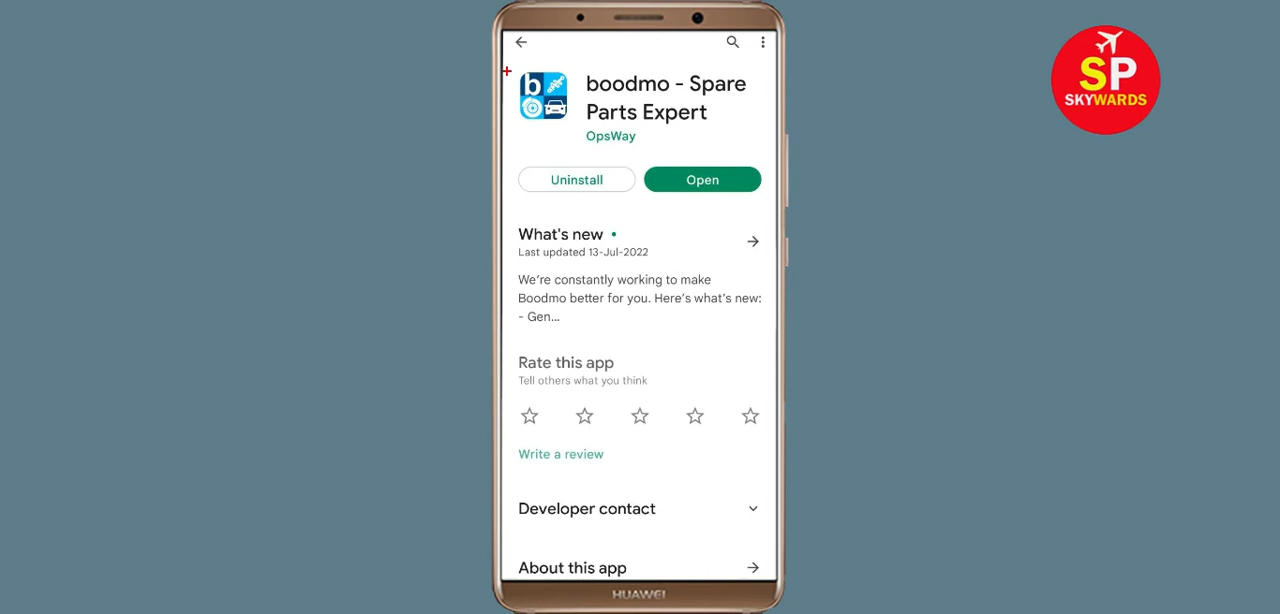 boodmo - Spare
Parts Expert
OpsWay
Uninstall
Open
What's new
Last updated 13-Jul-2022
We're constantly working to make
Boodmo better for you. Here's what's new:
- Gen...
Rate this app
Tell others what you think
Write a review
Developer contact
About this app
HUAWEI
b
SP
SKYWARDS